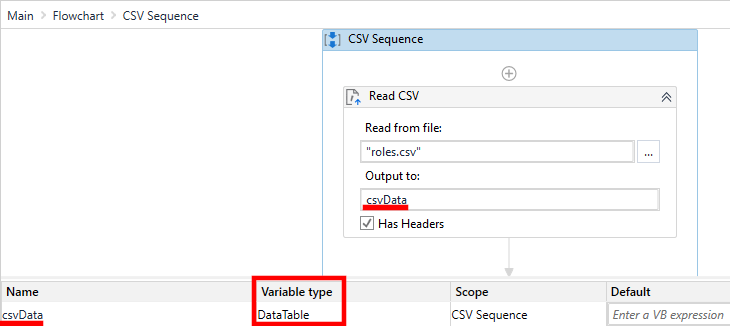 Main > Flowchart > CSV Sequence
CSV Sequence
Read CSV
Read from file:
"roles.csv"
...
Output to:
csvData
Has Headers
Name Variable type Scope Default
csvData DataTable CSV Sequence Enter a VB expression